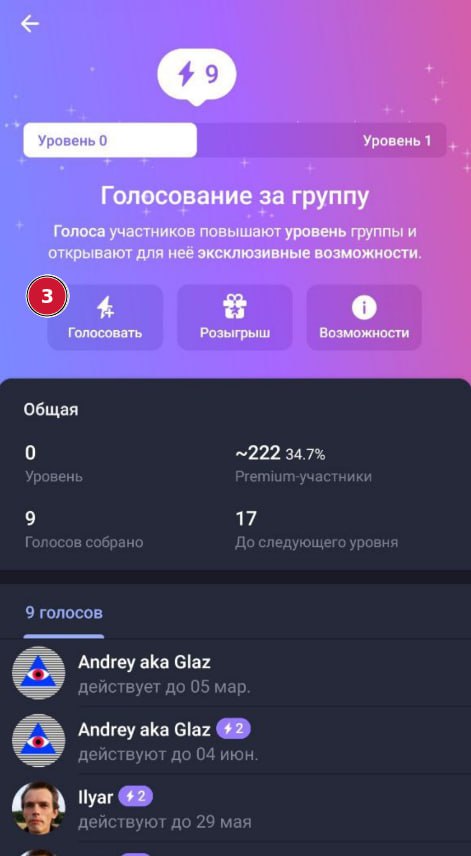 9
Уровень 0 Уровень 1
Голосование за группу
Голоса участников повышают уровень группы и
открывают для неё эксклюзивные возможности.
3
Голосовать Розыгрыш Возможности
Общая
0 ~222 34.7%
Уровень Premium-участники
9 17
Голосов собрано До следующего уровня
9 голосов
Andrey aka Glaz
действует до 05 мар.
Andrey aka Glaz 2
действуют до 04 июн.
Ilyar 2
действуют до 29 мая